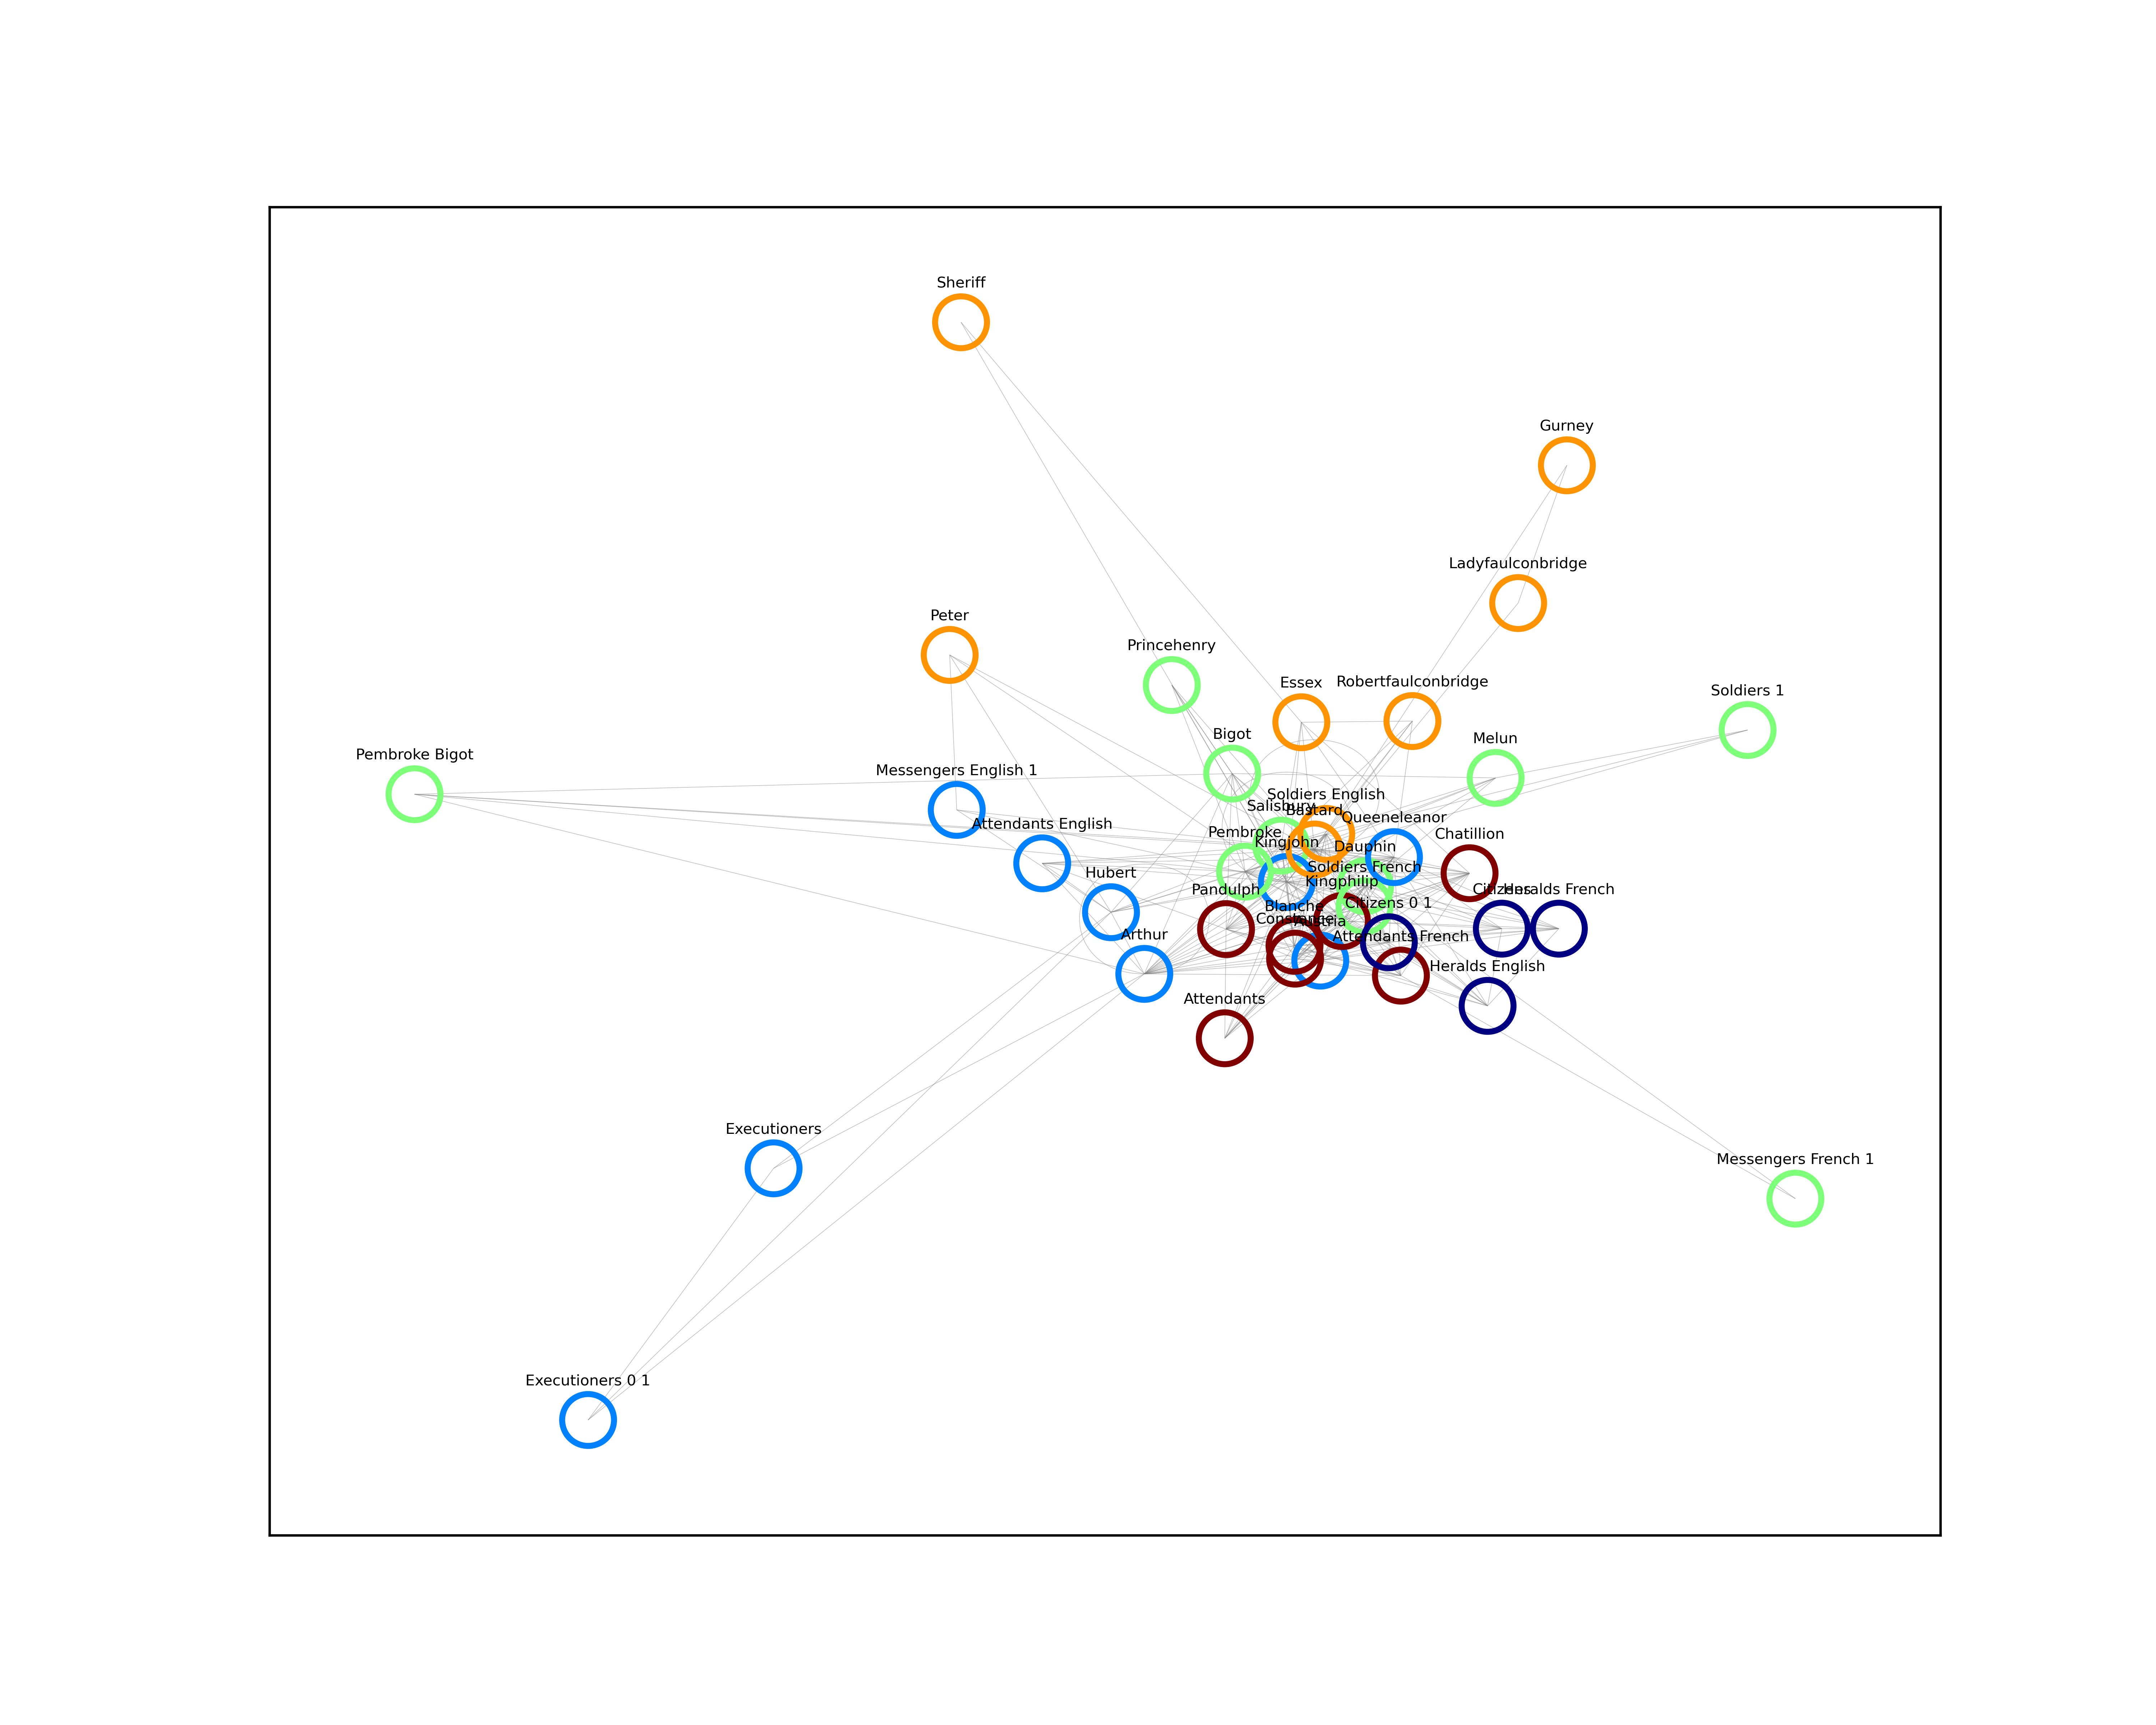 Sheriff
Gurney
Ladyfaulconbridge
Peter
Princehenry
Essex
Robertfaulconbridge
Soldiers 1
Bigot
Melun
Pembroke Bigot
Messengers English 1
Soldiers English
Salisbury
Bastard
Queeneleanor
Attendants English
Pembroke
Chatillion
Kingjohn
Dauphin
Soldiers French
Hubert
Kingphilip
Pandulph
Citizens
Heralds French
Citizens 0 1
Blanche
Constance
Austria
Arthur
Attendants French
Heralds English
Attendants
Executioners
Messengers French 1
Executioners 0 1